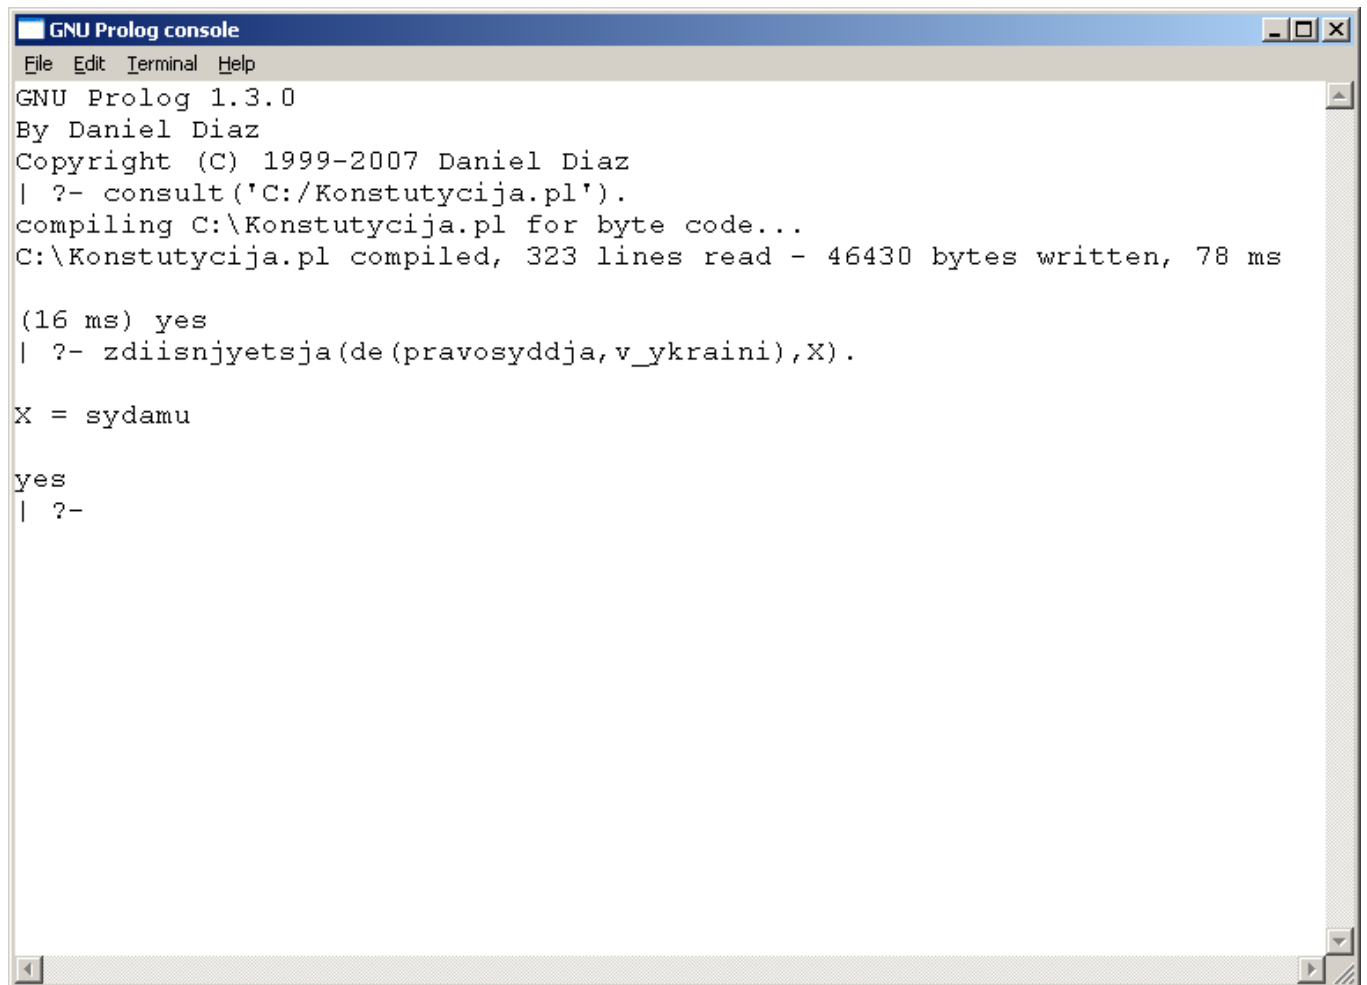 GNU Prolog console
File Edit Terminal Help
GNU Prolog 1.3.0
By Daniel Diaz
Copyright (C) 1999-2007 Daniel Diaz
| ?- consult('C:/Konstutycija.pl').
compiling C:\Konstutycija.pl for byte code...
C:\Konstutycija.pl compiled, 323 lines read - 46430 bytes written, 78 ms
(16 ms) yes
| ?- zdiisnjyetsja(de(pravosyddja,v_ykraini),X).
X = sydamu
yes
| ?-